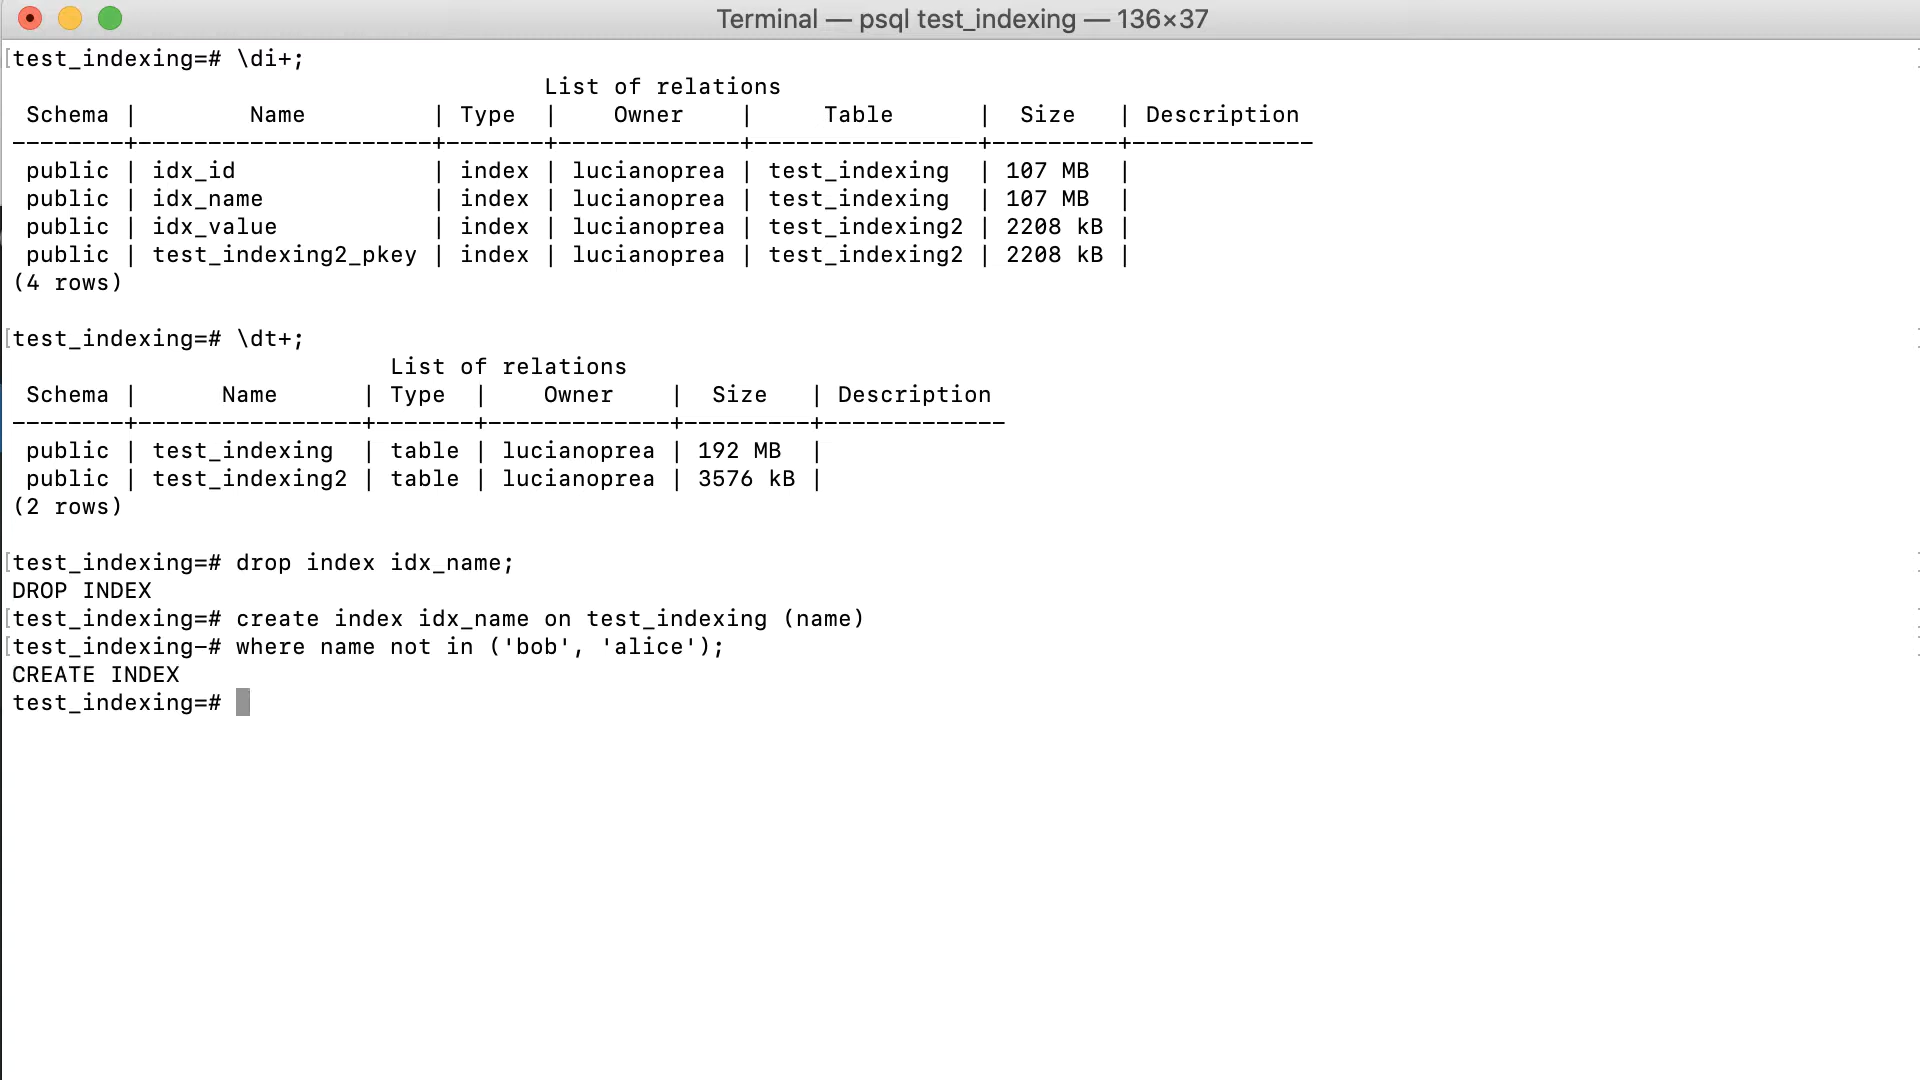 Terminal — psql test_indexing — 136×37
test_indexing=# \di+;
                                      List of relations
 Schema |        Name         | Type  |    Owner    |     Table      |  Size   | Description
--------+---------------------+-------+-------------+----------------+---------+-------------
 public | idx_id              | index | lucianoprea | test_indexing  | 107 MB  |
 public | idx_name            | index | lucianoprea | test_indexing  | 107 MB  |
 public | idx_value           | index | lucianoprea | test_indexing2 | 2208 kB |
 public | test_indexing2_pkey | index | lucianoprea | test_indexing2 | 2208 kB |
(4 rows)
test_indexing=# \dt+;
                           List of relations
 Schema |      Name      | Type  |    Owner    |  Size   | Description
--------+----------------+-------+-------------+---------+-------------
 public | test_indexing  | table | lucianoprea | 192 MB  |
 public | test_indexing2 | table | lucianoprea | 3576 kB |
(2 rows)
test_indexing=# drop index idx_name;
DROP INDEX
test_indexing=# create index idx_name on test_indexing (name)
test_indexing-# where name not in ('bob', 'alice');
CREATE INDEX
test_indexing=#